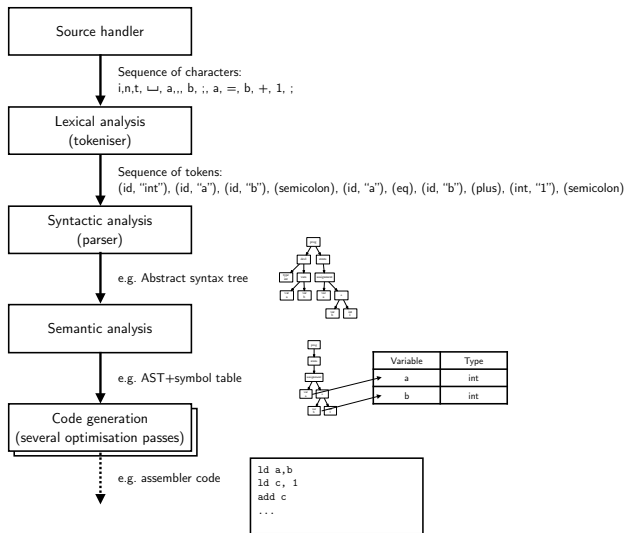 Source handler
Sequence of characters:
i,n,t, ␣, a,,, b, ;, a, =, b, +, 1, ;
Lexical analysis
(tokeniser)
Sequence of tokens:
(id, “int”), (id, “a”), (id, “b”), (semicolon), (id, “a”), (eq), (id, “b”), (plus), (int, “1”), (semicolon)
Syntactic analysis
(parser)
e.g. Abstract syntax tree
Semantic analysis
e.g. AST+symbol table
Variable Type
a int
b int
Code generation
(several optimisation passes)
e.g. assembler code
ld a,b
ld c, 1
add c
...